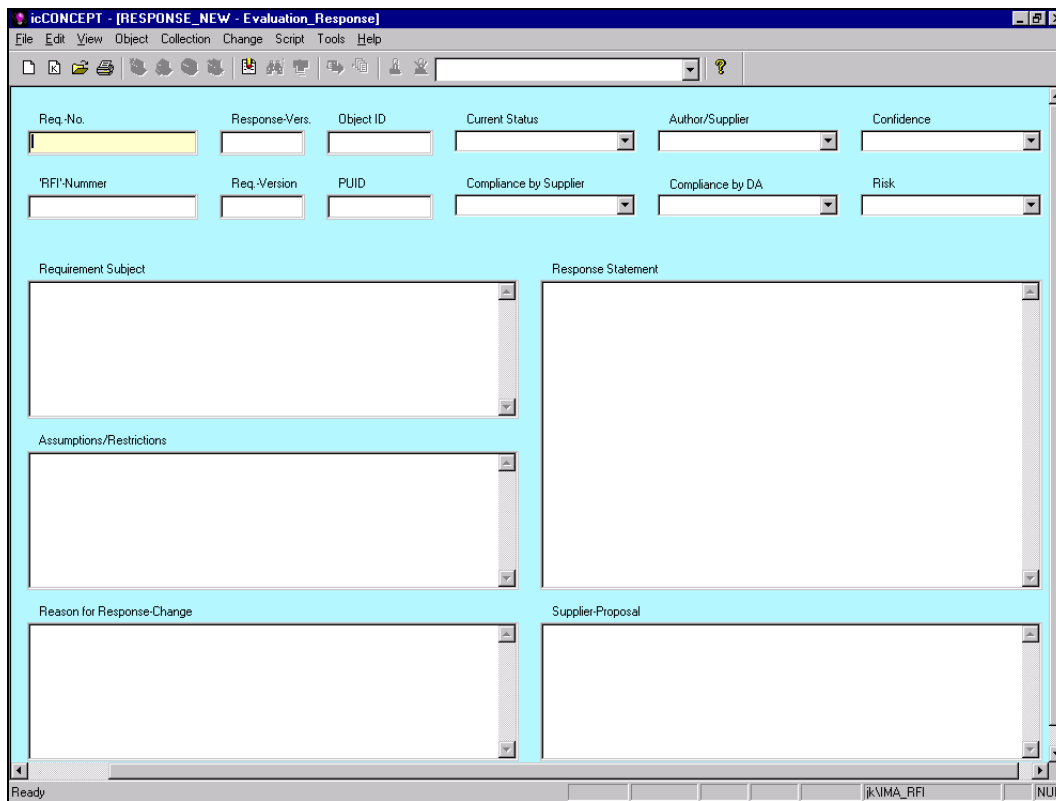 icCONCEPT - [RESPONSE_NEW - Evaluation_Response]
File Edit View Object Collection Change Script Tools Help
K ?
Req.-No. Response-Vers. Object ID Current Status Author/Supplier Confidence
'RFI'-Nummer Req.-Version PUID Compliance by Supplier Compliance by DA Risk
Requirement Subject Response Statement
Assumptions/Restrictions
Reason for Response-Change Supplier-Proposal
Ready jk\IMA_RFI NUM